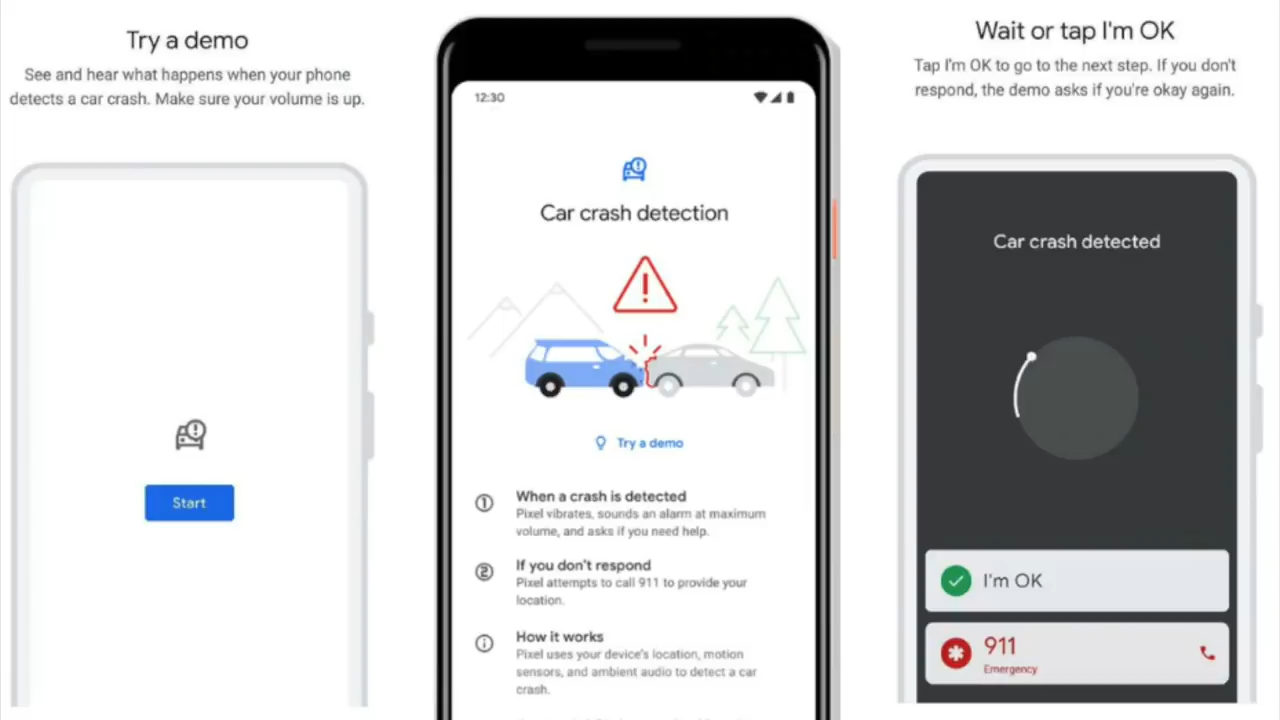 Try a demo
See and hear what happens when your phone
detects a car crash. Make sure your volume is up.
Start
12:30
Car crash detection
Try a demo
1
When a crash is detected
Pixel vibrates, sounds an alarm at maximum
volume, and asks if you need help.
2
If you don't respond
Pixel attempts to call 911 to provide your
location.
How it works
Pixel uses your device's location, motion
sensors, and ambient audio to detect a car
crash.
Wait or tap I'm OK
Tap I'm OK to go to the next step. If you don't
respond, the demo asks if you're okay again.
Car crash detected
I'm OK
911
Emergency